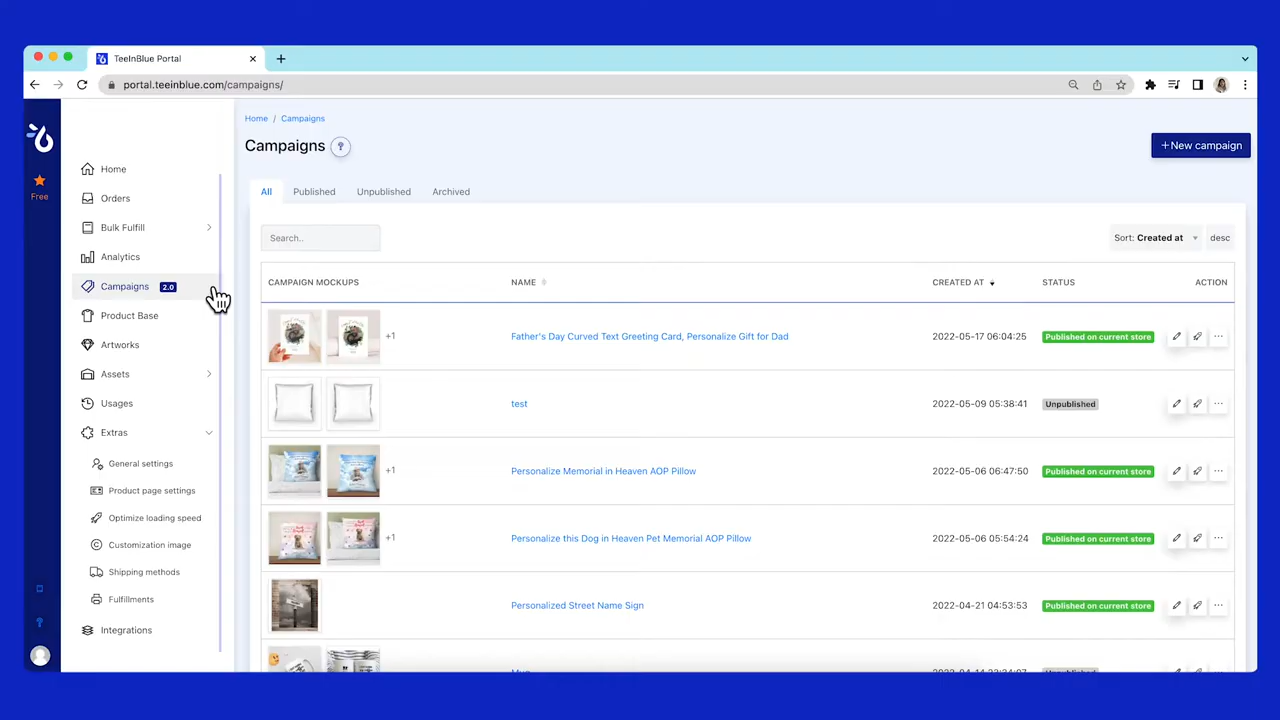 TeeInBlue Portal
portal.teeinblue.com/campaigns/
Free
Home
Orders
Bulk Fulfill
Analytics
Campaigns 2.0
Product Base
Artworks
Assets
Usages
Extras
General settings
Product page settings
Optimize loading speed
Customization image
Shipping methods
Fulfillments
Integrations
Home / Campaigns
Campaigns ?
+New campaign
All Published Unpublished Archived
Search.. Sort: Created at desc
CAMPAIGN MOCKUPS NAME CREATED AT STATUS ACTION
+1 Father's Day Curved Text Greeting Card, Personalize Gift for Dad 2022-05-17 06:04:25 Published on current store
test 2022-05-09 05:38:41 Unpublished
+1 Personalize Memorial in Heaven AOP Pillow 2022-05-06 06:47:50 Published on current store
+1 Personalize this Dog in Heaven Pet Memorial AOP Pillow 2022-05-06 05:54:24 Published on current store
Personalized Street Name Sign 2022-04-21 04:53:53 Published on current store